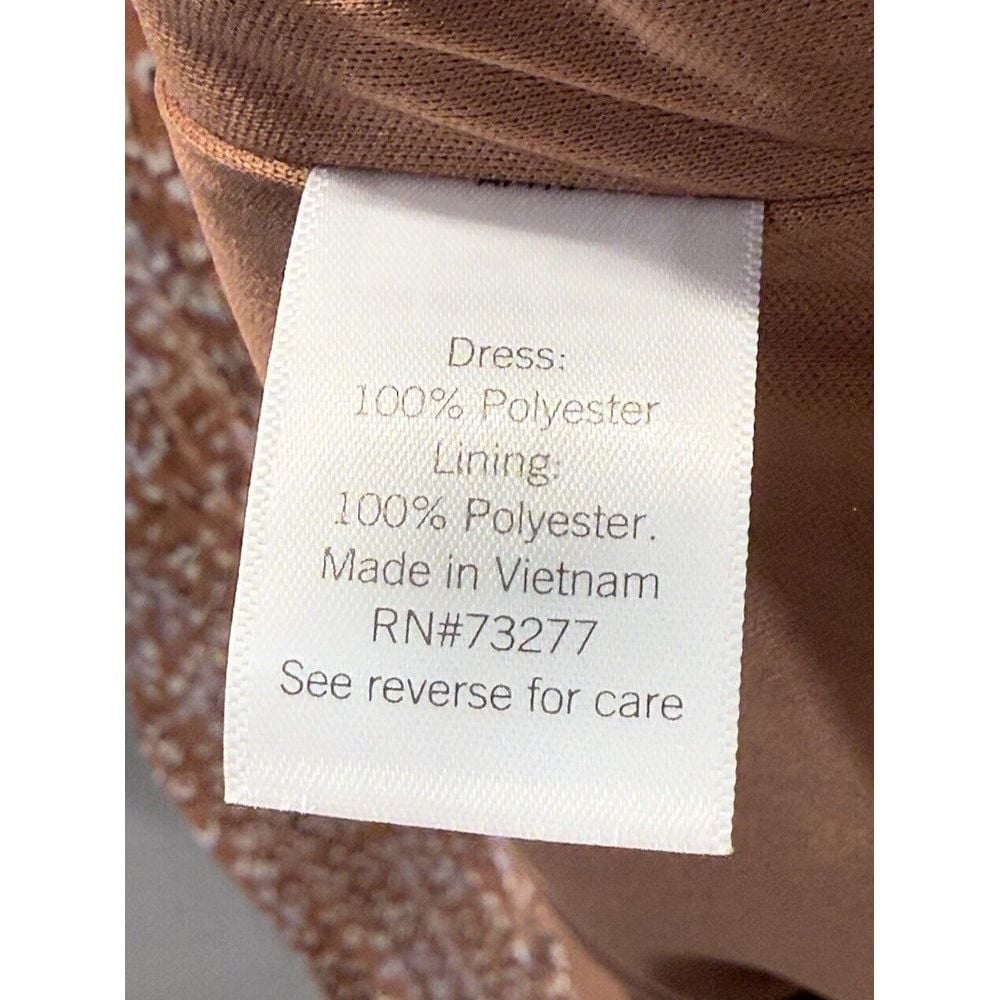 Dress:
100% Polyester
Lining:
100% Polyester.
Made in Vietnam
RN#73277
See reverse for care